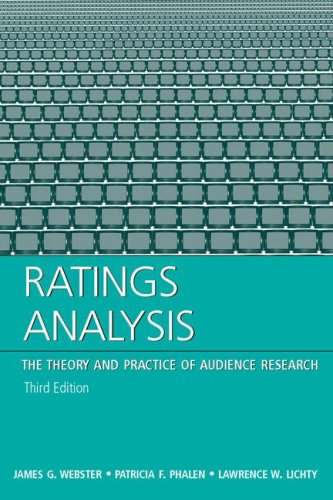 RATINGS
ANALYSIS
THE THEORY AND PRACTICE OF AUDIENCE RESEARCH
Third Edition
JAMES G. WEBSTER • PATRICIA F. PHALEN • LAWRENCE W. LICHTY